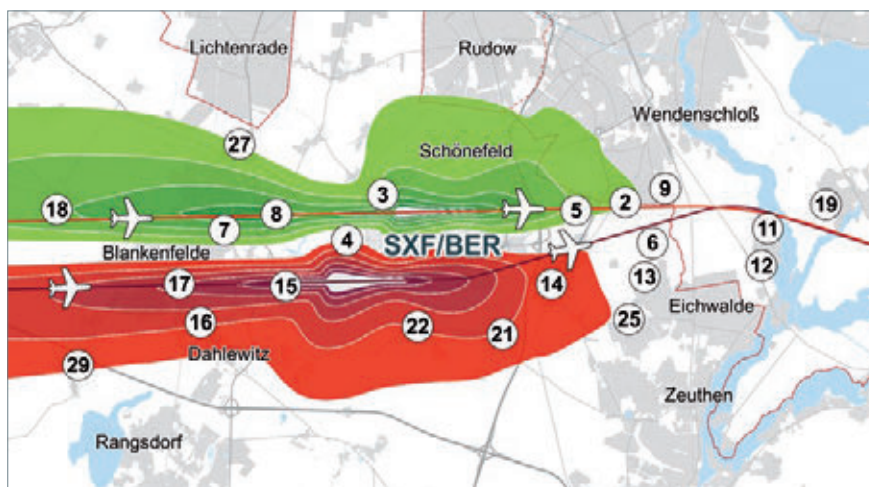 Lichtenrade
Rudow
Wendenschloß
27
Schönefeld
3
9
2
19
18
8
5
7
11
4
SXF/BER
6
Blankenfelde
12
13
17
15
14
Eichwalde
16
22
21
25
Dahlewitz
29
Zeuthen
Rangsdorf